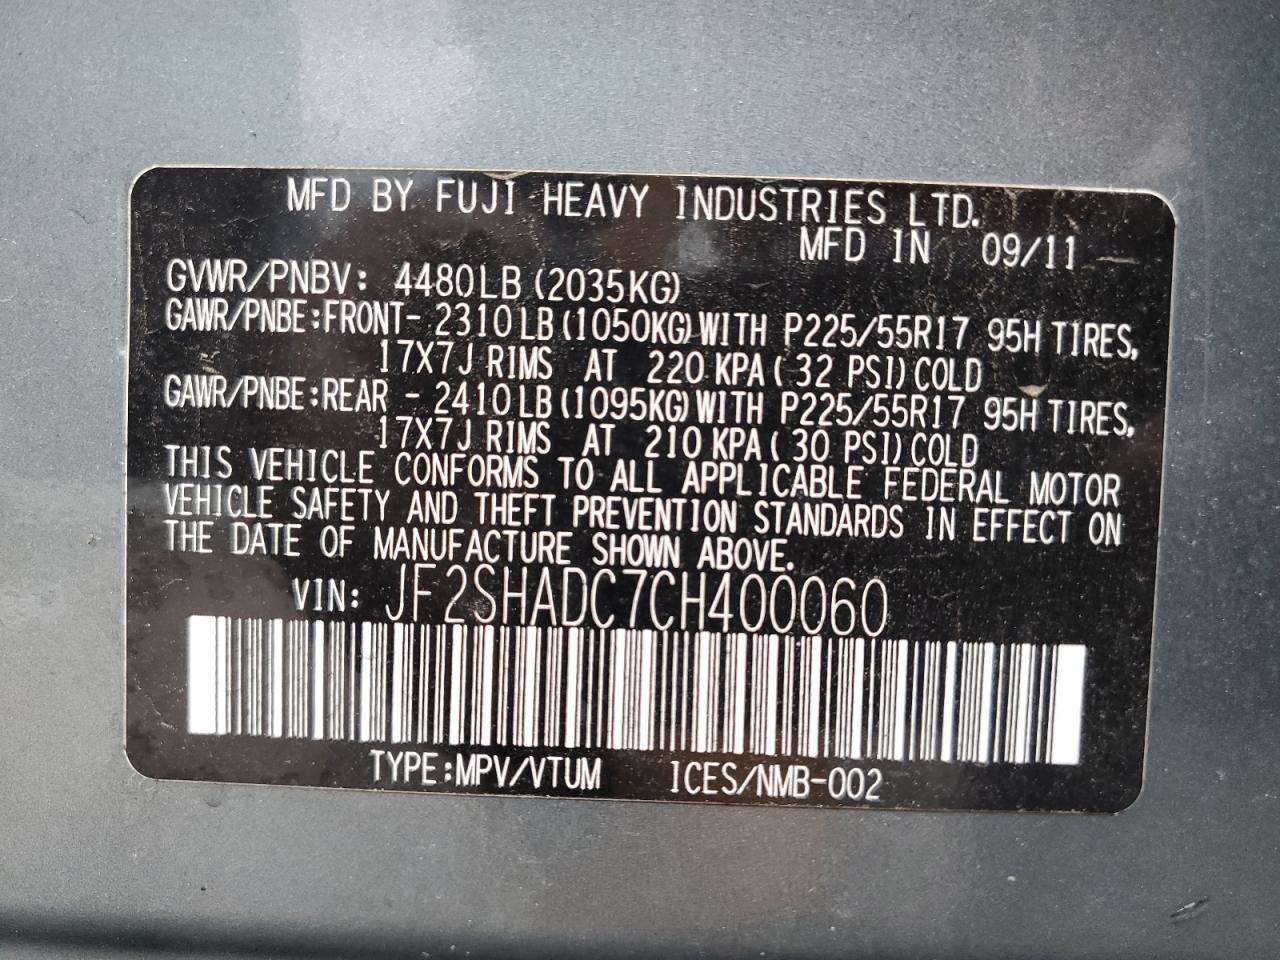 MFD BY FUJI HEAVY INDUSTRIES LTD.
MFD IN 09/11
GVWR/PNBV: 4480LB (2035KG)
GAWR/PNBE:FRONT- 2310LB(1050KG)WITH P225/55R17 95H TIRES,
17X7J RIMS AT 220 KPA( 32 PSI)COLD
GAWR/PNBE:REAR - 2410LB(1095KG)WITH P225/55R17 95H TIRES,
17X7J RIMS AT 210 KPA( 30 PSI)COLD
THIS VEHICLE CONFORMS TO ALL APPLICABLE FEDERAL MOTOR
VEHICLE SAFETY AND THEFT PREVENTION STANDARDS IN EFFECT ON
THE DATE OF MANUFACTURE SHOWN ABOVE.
VIN: JF2SHADC7CH400060
TYPE:MPV/VTUM ICES/NMB-002